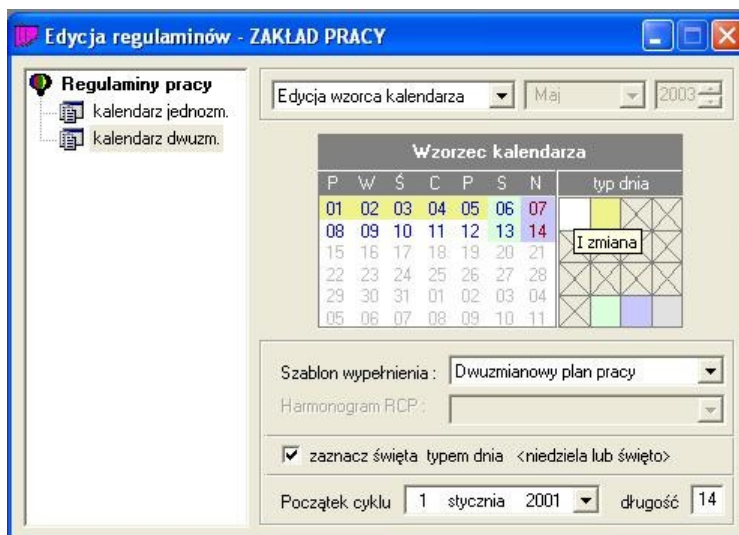 Edycja regulaminów - ZAKŁAD PRACY
Regulaminy pracy
kalendarz jednozm.
kalendarz dwuzm.
Edycja wzorca kalendarza Maj 2003
Wzorzec kalendarza
P W Ś C P S N typ dnia
01 02 03 04 05 06 07
08 09 10 11 12 13 14 I zmiana
15 16 17 18 19 20 21
22 23 24 25 26 27 28
29 30 31 01 02 03 04
05 06 07 08 09 10 11
Szablon wypełnienia : Dwuzmianowy plan pracy
Harmonogram RCP :
zaznacz święta typem dnia <niedziela lub święto>
Początek cyklu 1 stycznia 2001 długość 14